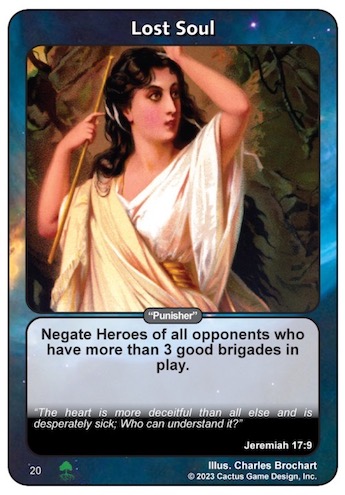 Lost Soul
“Punisher”
Negate Heroes of all opponents who
have more than 3 good brigades in
play.
“The heart is more deceitful than all else and is
desperately sick; Who can understand it?”
Jeremiah 17:9
20
Illus. Charles Brochart
© 2023 Cactus Game Design, Inc.